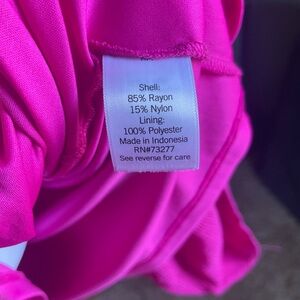 Shell:
85% Rayon
15% Nylon
Lining:
100% Polyester
Made in Indonesia
RN#73277
See reverse for care